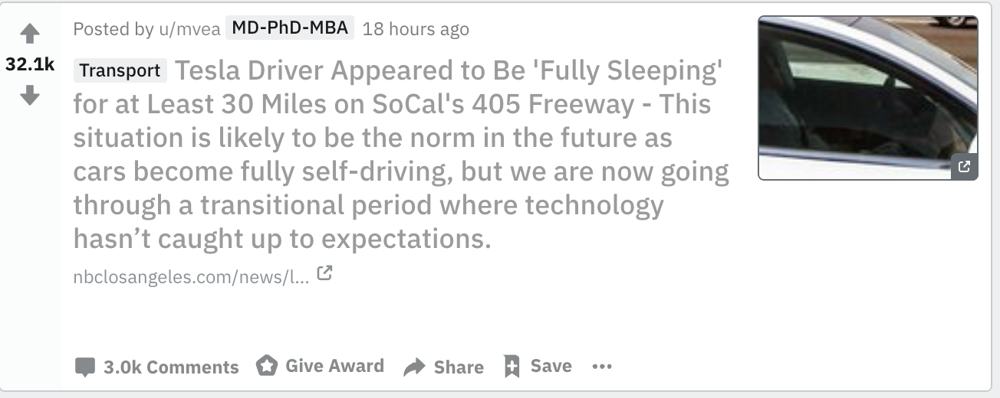 Posted by u/mvea MD-PhD-MBA 18 hours ago
32.1k
Transport Tesla Driver Appeared to Be 'Fully Sleeping'
for at Least 30 Miles on SoCal's 405 Freeway - This
situation is likely to be the norm in the future as
cars become fully self-driving, but we are now going
through a transitional period where technology
hasn’t caught up to expectations.
nbclosangeles.com/news/l...
3.0k Comments Give Award Share Save